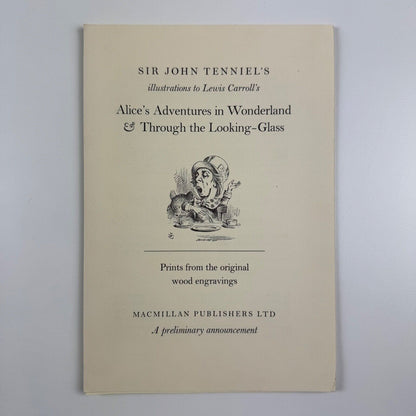 SIR JOHN TENNIEL'S
illustrations to Lewis Carroll's
Alice's Adventures in Wonderland
& Through the Looking-Glass
Prints from the original
wood engravings
MACMILLAN PUBLISHERS LTD
A preliminary announcement